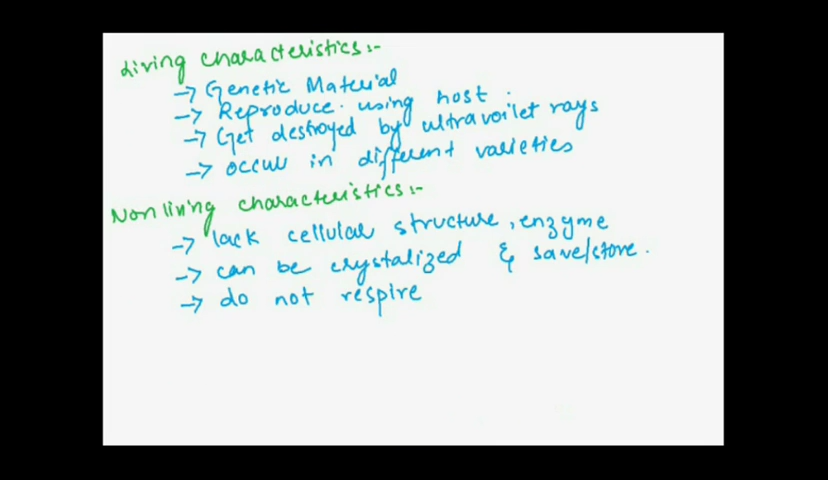 Living characteristics:-
→ Genetic Material
→ Reproduce. using host.
→ Get destroyed by ultravoilet rays
→ occur in different varieties
Non living characteristics:-
→ lack cellular structure, enzyme
→ can be crystalized & save/store.
→ do not respire